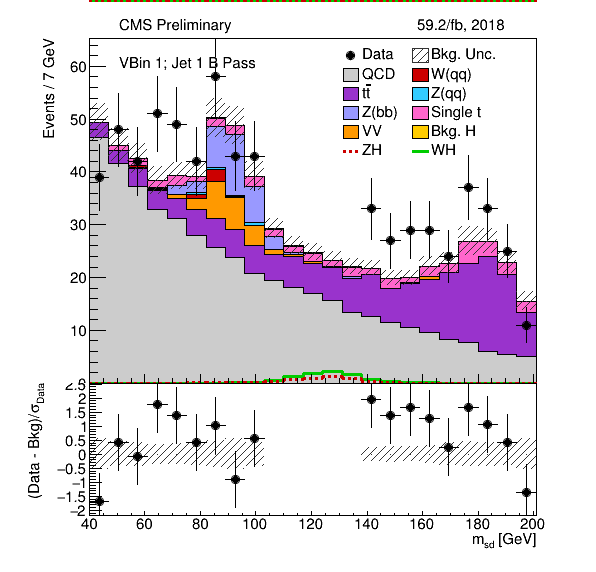 CMS Preliminary 59.2/fb, 2018
VBin 1; Jet 1 B Pass
Data Bkg. Unc.
QCD W(qq)
tt̄ Z(qq)
Z(bb) Single t
VV Bkg. H
ZH WH
Events / 7 GeV
60
50
40
30
20
10
(Data - Bkg)/σData
2.5
2
1.5
1
0.5
0
−0.5
−1
−1.5
−2
40 60 80 100 120 140 160 180 200
msd [GeV]